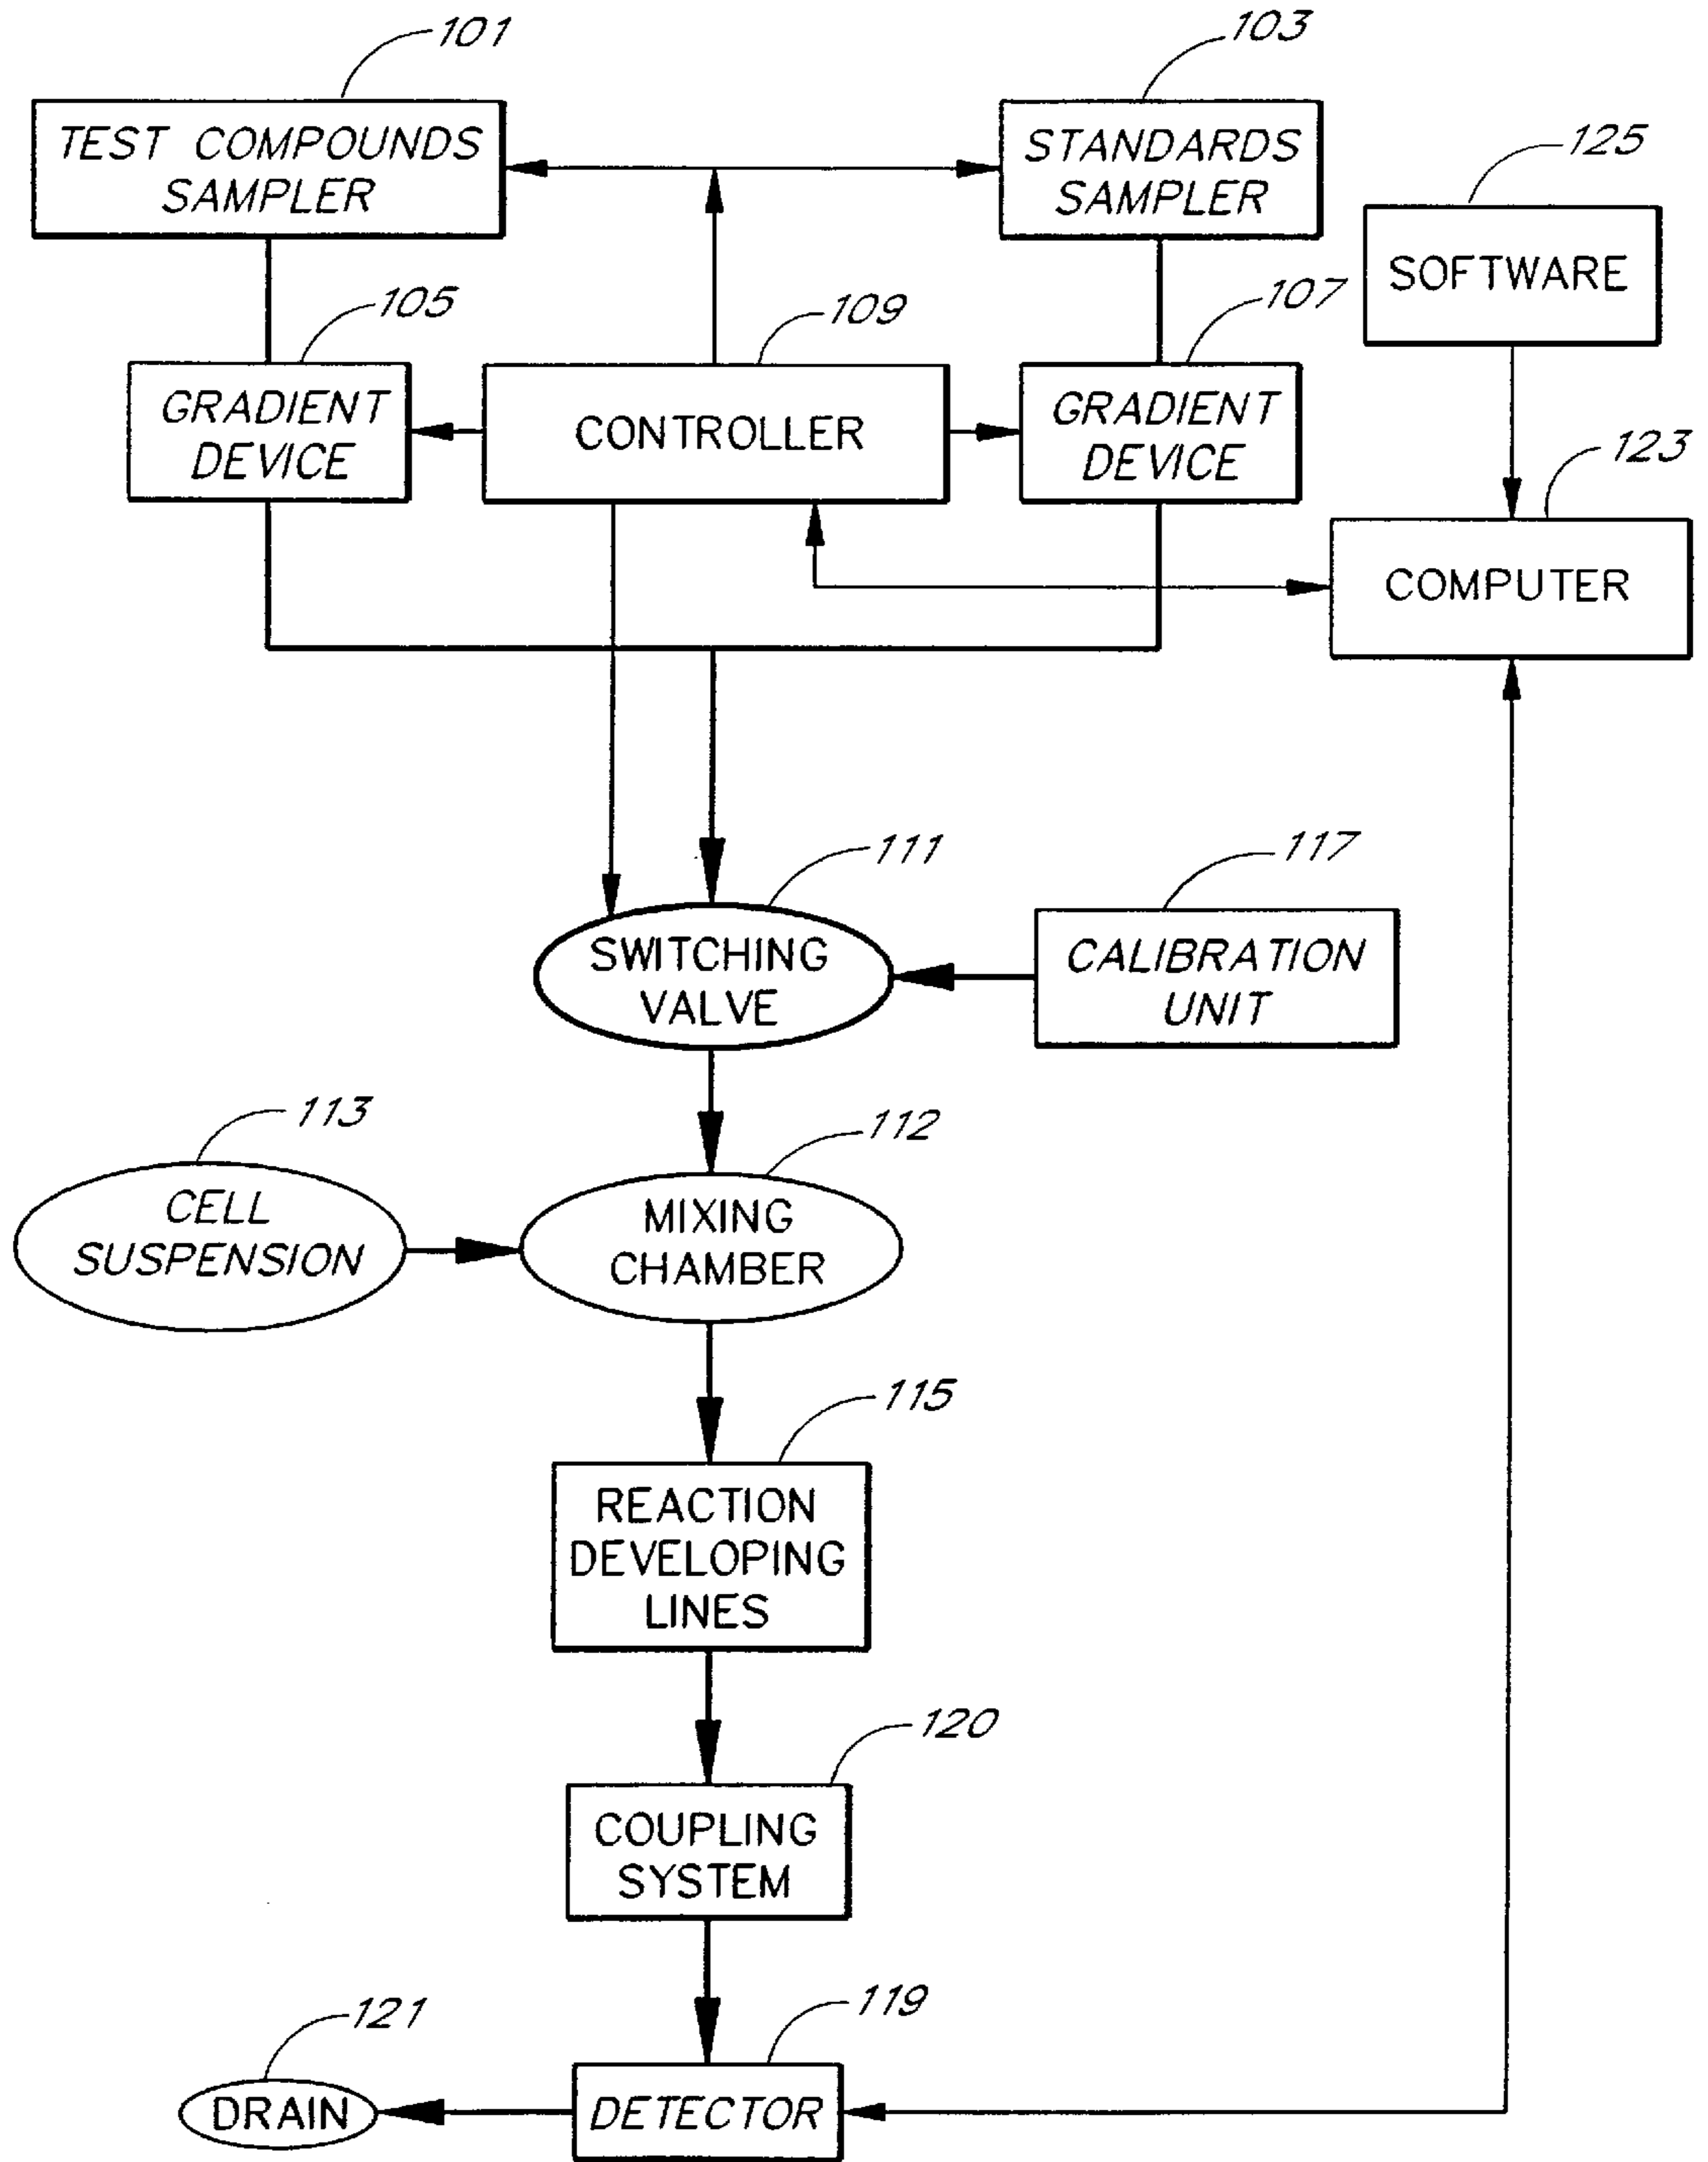 101
103
TEST COMPOUNDS
SAMPLER
STANDARDS
SAMPLER
125
SOFTWARE
105
109
107
GRADIENT
DEVICE
CONTROLLER
GRADIENT
DEVICE
123
COMPUTER
111
117
SWITCHING
VALVE
CALIBRATION
UNIT
113
112
CELL
SUSPENSION
MIXING
CHAMBER
115
REACTION
DEVELOPING
LINES
120
COUPLING
SYSTEM
121
119
DRAIN
DETECTOR